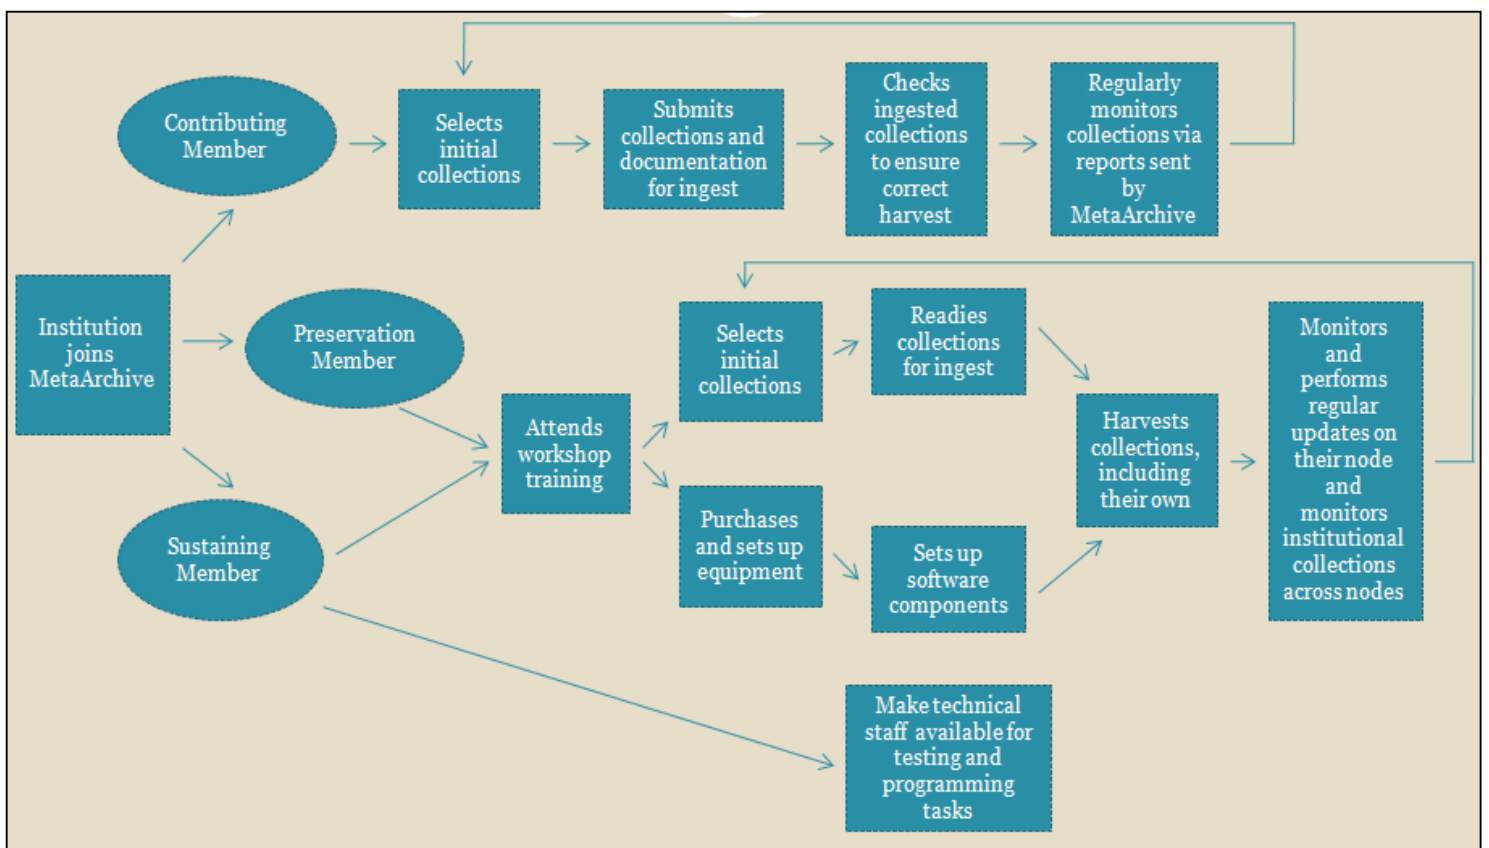 Contributing
Member
Selects
initial
collections
Submits
collections and
documentation
for ingest
Checks
ingested
collections
to ensure
correct
harvest
Regularly
monitors
collections via
reports sent
by
MetaArchive
Institution
joins
MetaArchive
Preservation
Member
Sustaining
Member
Attends
workshop
training
Selects
initial
collections
Readies
collections
for ingest
Purchases
and sets up
equipment
Sets up
software
components
Harvests
collections,
including
their own
Monitors
and
performs
regular
updates on
their node
and
monitors
institutional
collections
across nodes
Make technical
staff available for
testing and
programming
tasks